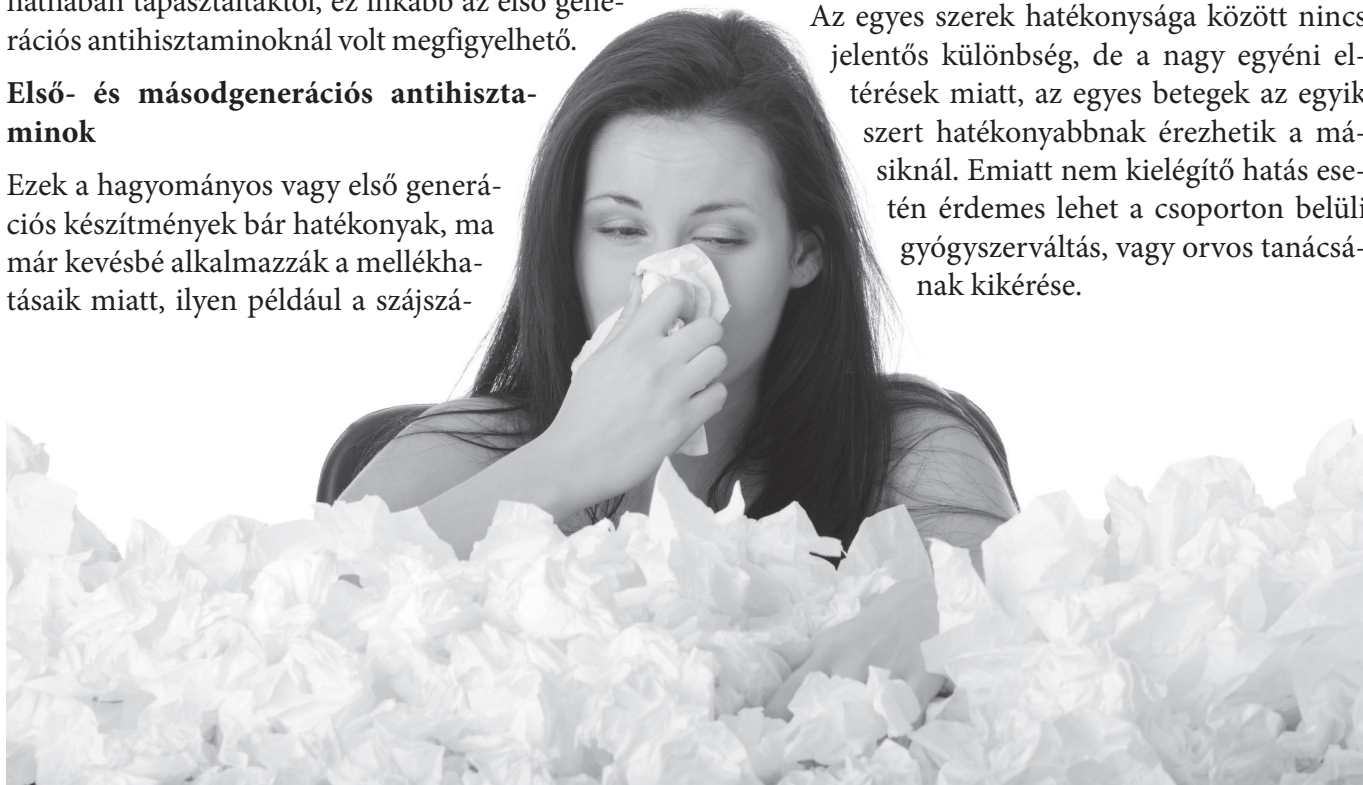 hathában tapasztaltaktól, ez inkább az első gene-
rációs antihisztaminoknál volt megfigyelhető.
Első- és másodgenerációs antihiszta-
minok
Ezek a hagyományos vagy első generá-
ciós készítmények bár hatékonyak, ma
már kevésbé alkalmazzák a mellékha-
tásaik miatt, ilyen például a szájszá-
Az egyes szerek hatékonysága között nincs
jelentős különbség, de a nagy egyéni el-
térések miatt, az egyes betegek az egyik
szert hatékonyabbnak érezhetik a má-
siknál. Emiatt nem kielégítő hatás ese-
tén érdemes lehet a csoporton belüli
gyógyszerváltás, vagy orvos tanácsá-
nak kikérése.